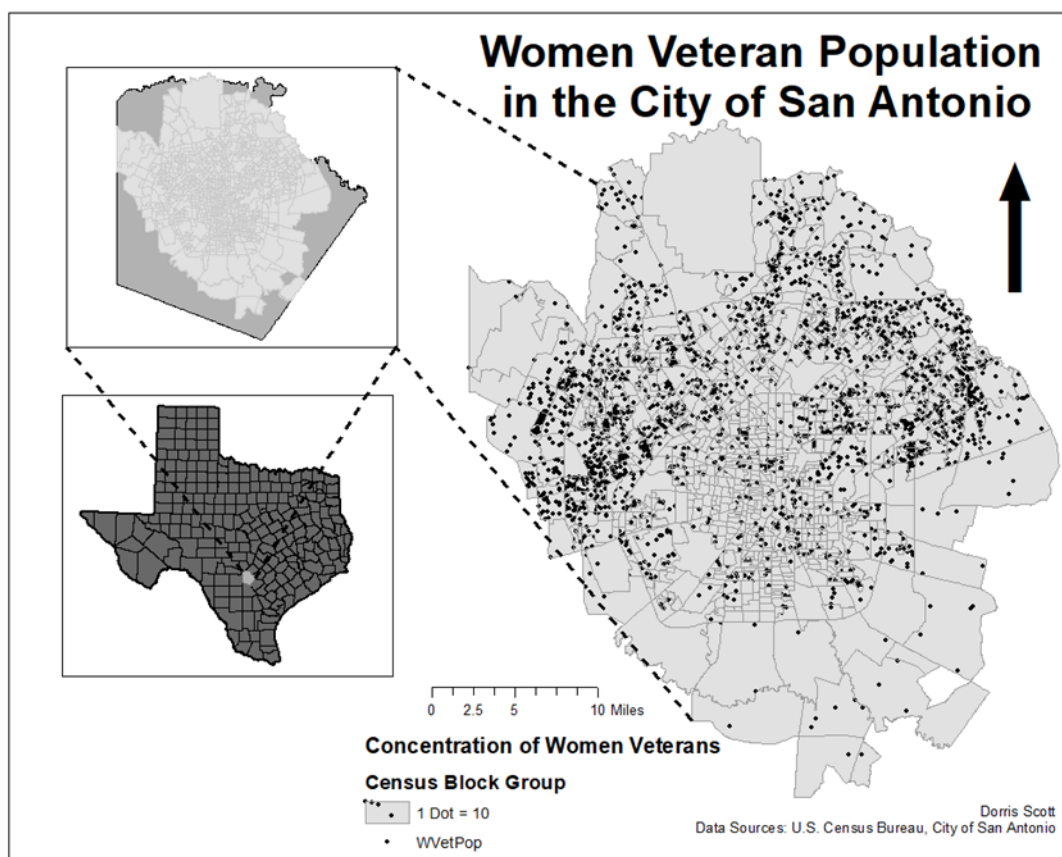 Women Veteran Population
in the City of San Antonio
0 2.5 5 10 Miles
Concentration of Women Veterans
Census Block Group
1 Dot = 10
WVetPop
Dorris Scott
Data Sources: U.S. Census Bureau, City of San Antonio